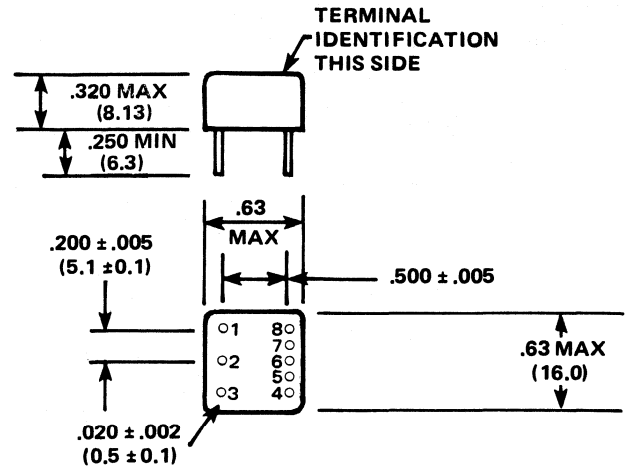 TERMINAL
IDENTIFICATION
THIS SIDE
.320 MAX
(8.13)
.250 MIN
(6.3)
.63
MAX
.200 ±.005
(5.1 ±0.1)
.500 ±.005
1 8
7
2 6
5
3 4
.63 MAX
(16.0)
.020 ±.002
(0.5 ±0.1)